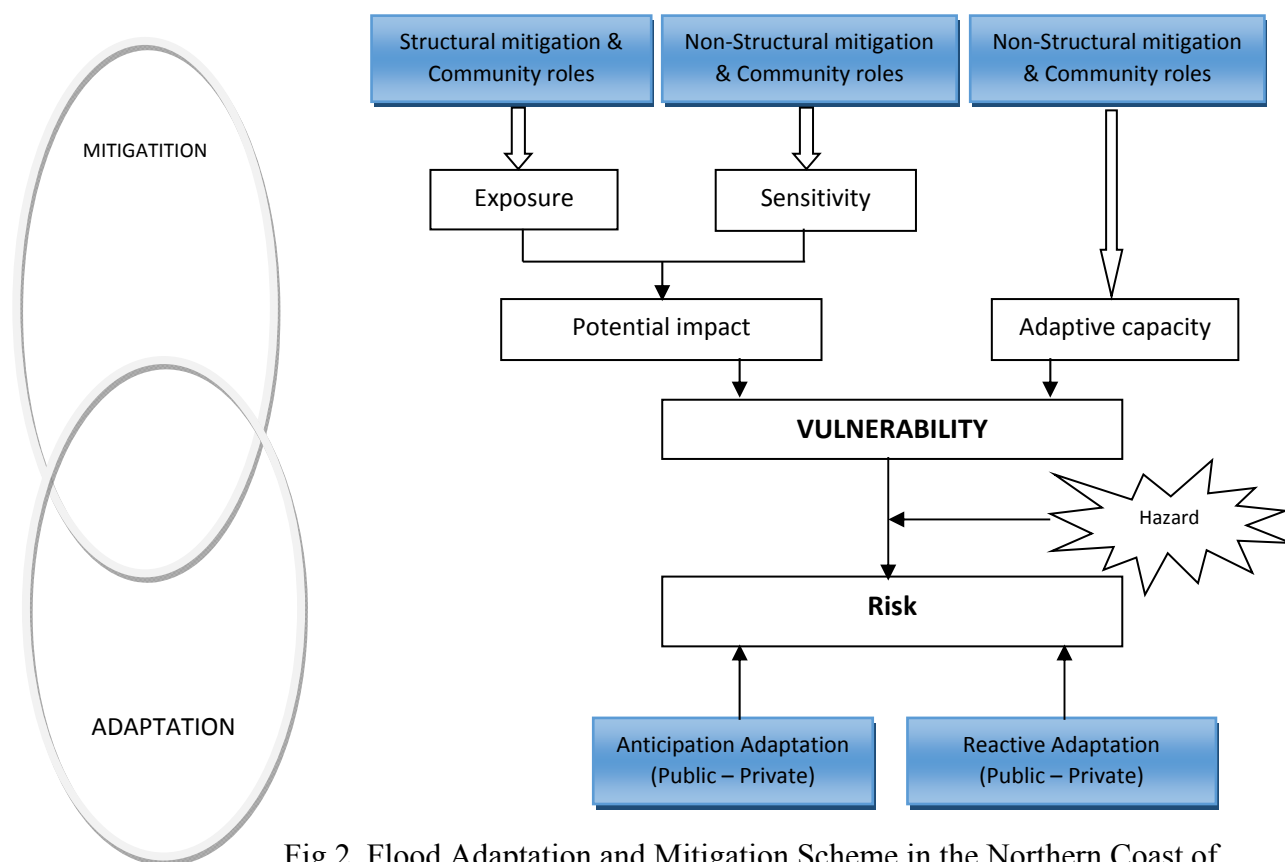 Structural mitigation &
Community roles
Non-Structural mitigation
& Community roles
Non-Structural mitigation
& Community roles
MITIGATITION
Exposure
Sensitivity
Potential impact
Adaptive capacity
VULNERABILITY
Hazard
Risk
ADAPTATION
Anticipation Adaptation
(Public – Private)
Reactive Adaptation
(Public – Private)
Fig 2. Flood Adaptation and Mitigation Scheme in the Northern Coast of